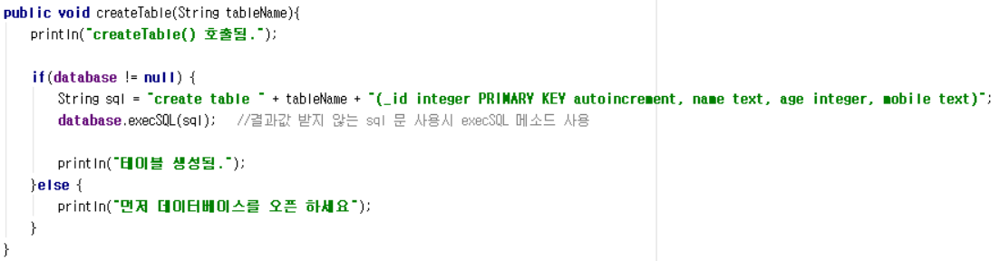 public void createTable(String tableName){
println("createTable() 호출됨.");
if(database != null) {
String sql = "create table " + tableName + "(_id integer PRIMARY KEY autoincrement, name text, age integer, mobile text)";
database.execSQL(sql); //결과값 받지 않는 sql 문 사용시 execSQL 메소드 사용
println("테이블 생성됨.");
}else {
println("먼저 데이터베이스를 오픈 하세요");
}
}